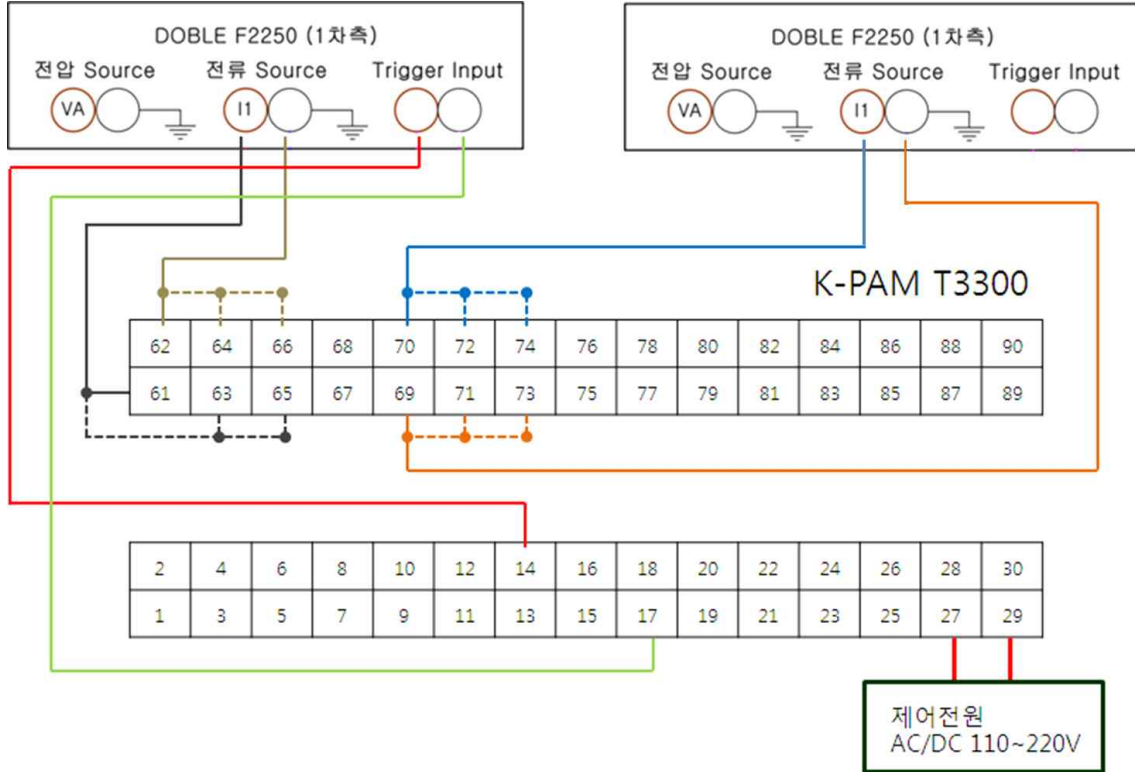 DOBLE F2250 (1차측)
전압 Source 전류 Source Trigger Input
VA I1
DOBLE F2250 (1차측)
전압 Source 전류 Source Trigger Input
VA I1
K-PAM T3300
62 64 66 68 70 72 74 76 78 80 82 84 86 88 90
61 63 65 67 69 71 73 75 77 79 81 83 85 87 89
2 4 6 8 10 12 14 16 18 20 22 24 26 28 30
1 3 5 7 9 11 13 15 17 19 21 23 25 27 29
제어전원
AC/DC 110~220V